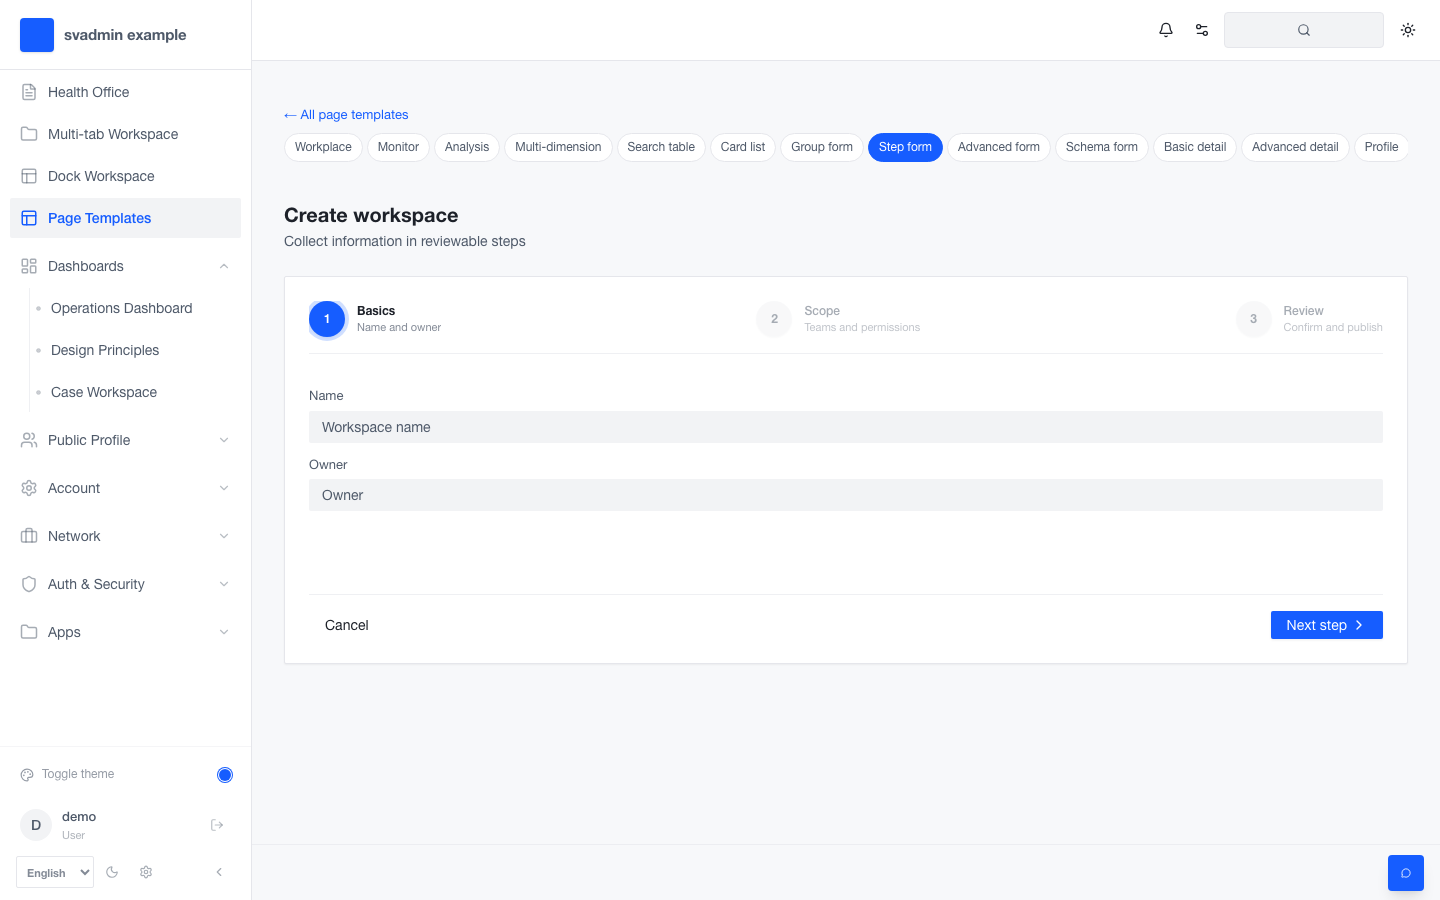 svadmin example
Health Office
Multi-tab Workspace
Dock Workspace
Page Templates
Dashboards
Operations Dashboard
Design Principles
Case Workspace
Public Profile
Account
Network
Auth & Security
Apps
Toggle theme
D
demo
User
English
← All page templates
Workplace
Monitor
Analysis
Multi-dimension
Search table
Card list
Group form
Step form
Advanced form
Schema form
Basic detail
Advanced detail
Profile
Create workspace
Collect information in reviewable steps
1
Basics
Name and owner
2
Scope
Teams and permissions
3
Review
Confirm and publish
Name
Workspace name
Owner
Owner
Cancel
Next step